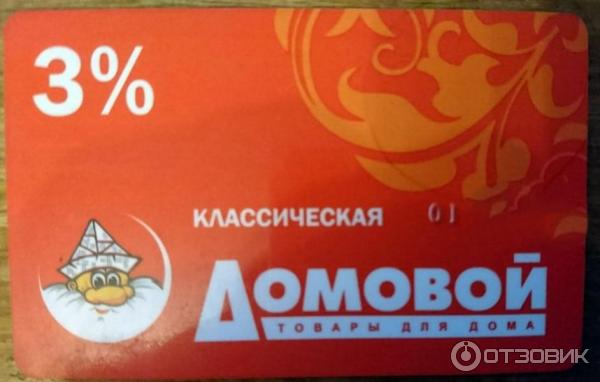 3%
КЛАССИЧЕСКАЯ 01
ДОМОВОЙ
ТОВАРЫ ДЛЯ ДОМА
ОТЗОВИК